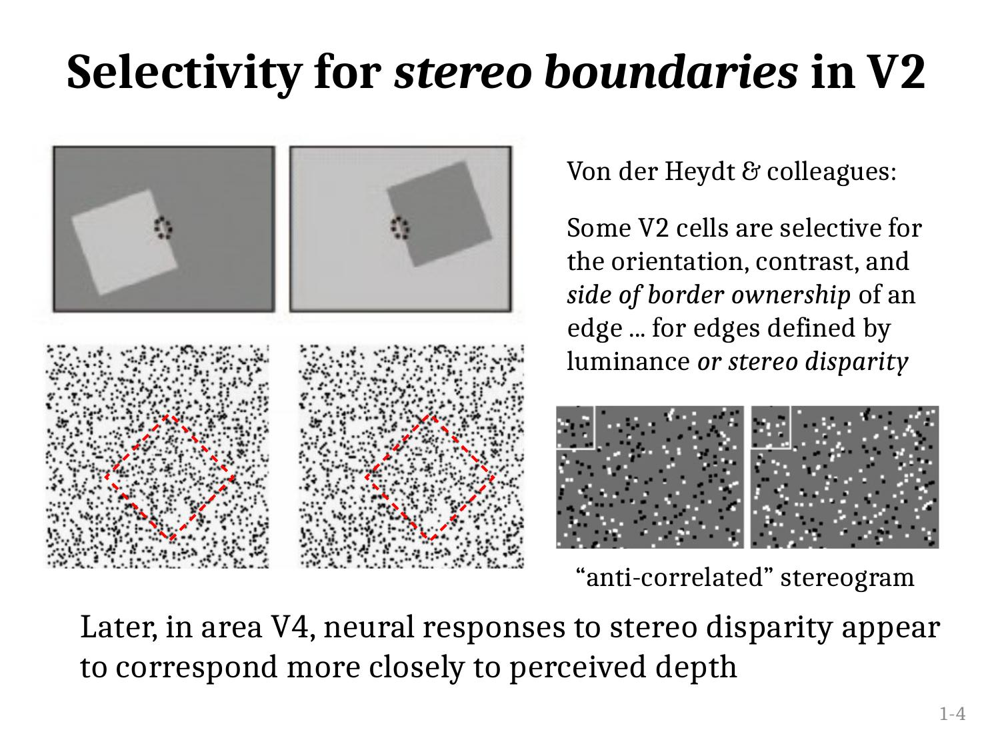 Selectivity for stereo boundaries in V2
Von der Heydt & colleagues:
Some V2 cells are selective for
the orientation, contrast, and
side of border ownership of an
edge ... for edges defined by
luminance or stereo disparity
“anti-correlated” stereogram
Later, in area V4, neural responses to stereo disparity appear
to correspond more closely to perceived depth
1-4